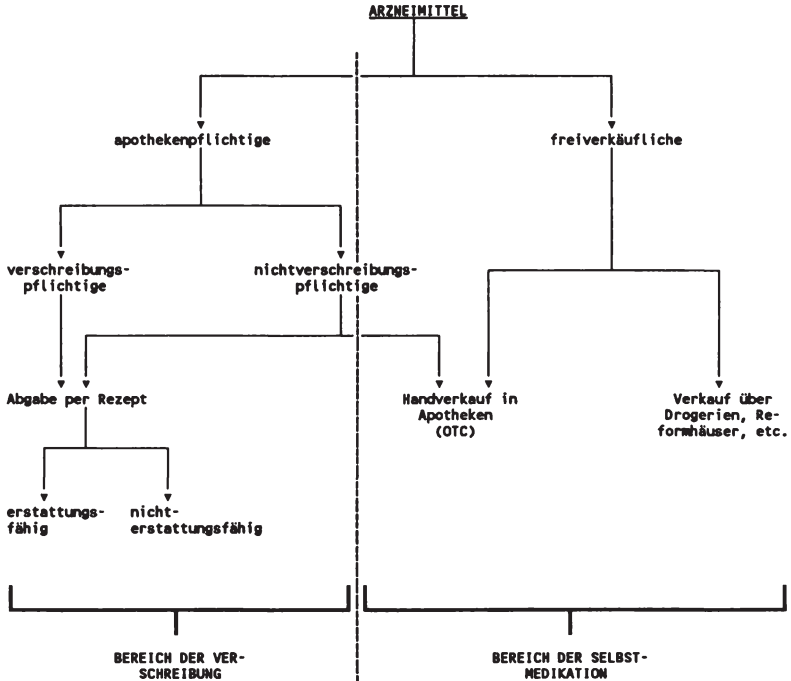 ARZNEIMITTEL
apothekenpflichtige
freiverkäufliche
verschreibungs-
pflichtige
nichtverschreibungs-
pflichtige
Abgabe per Rezept
Handverkauf in
Apotheken
(OTC)
Verkauf über
Drogerien, Re-
formhäuser, etc.
erstattungs-
fähig
nicht-
erstattungsfähig
BEREICH DER VER-
SCHREIBUNG
BEREICH DER SELBST-
MEDIKATION